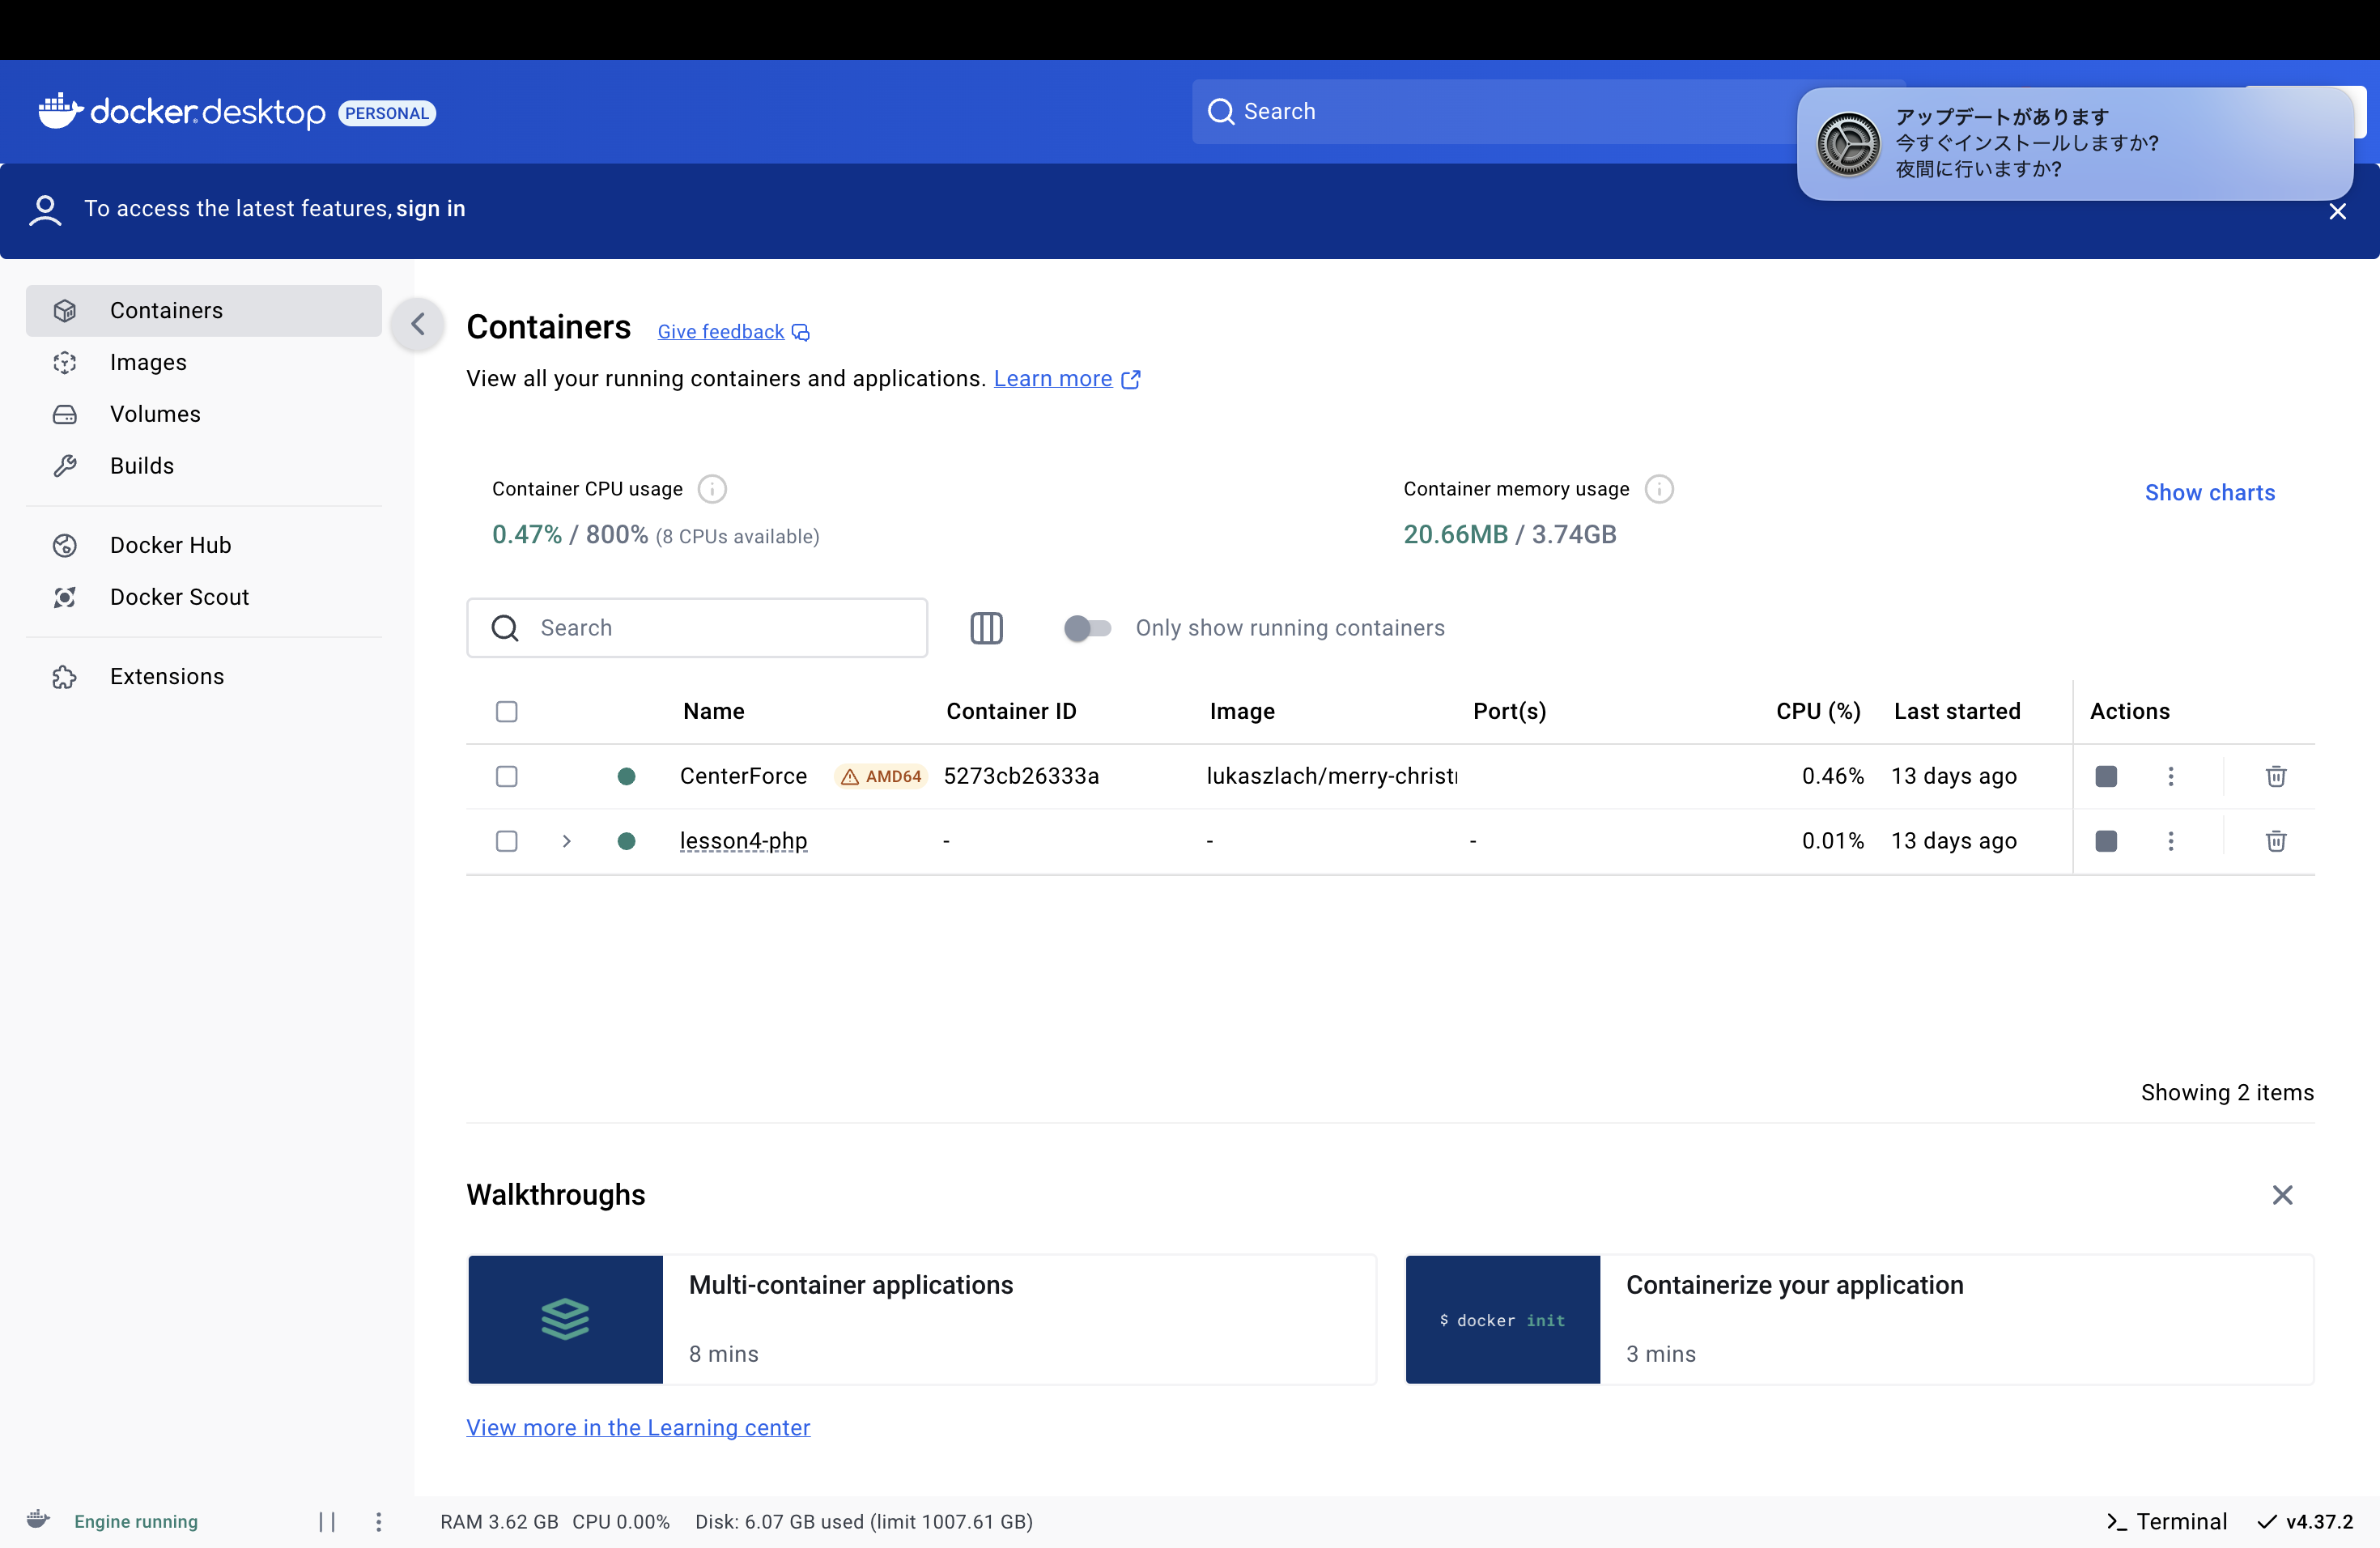 docker.desktop PERSONAL
Search
アップデートがあります
今すぐインストールしますか?
夜間に行いますか?
To access the latest features, sign in
Containers
Images
Volumes
Builds
Docker Hub
Docker Scout
Extensions
Containers Give feedback
View all your running containers and applications. Learn more
Container CPU usage
0.47% / 800% (8 CPUs available)
Container memory usage
20.66MB / 3.74GB
Show charts
Search
Only show running containers
Name Container ID Image Port(s) CPU (%) Last started Actions
CenterForce AMD64 5273cb26333a lukaszlach/merry-christ 0.46% 13 days ago
lesson4-php - - - 0.01% 13 days ago
Showing 2 items
Walkthroughs
Multi-container applications
8 mins
$ docker init
Containerize your application
3 mins
View more in the Learning center
Engine running
RAM 3.62 GB CPU 0.00% Disk: 6.07 GB used (limit 1007.61 GB)
Terminal
v4.37.2